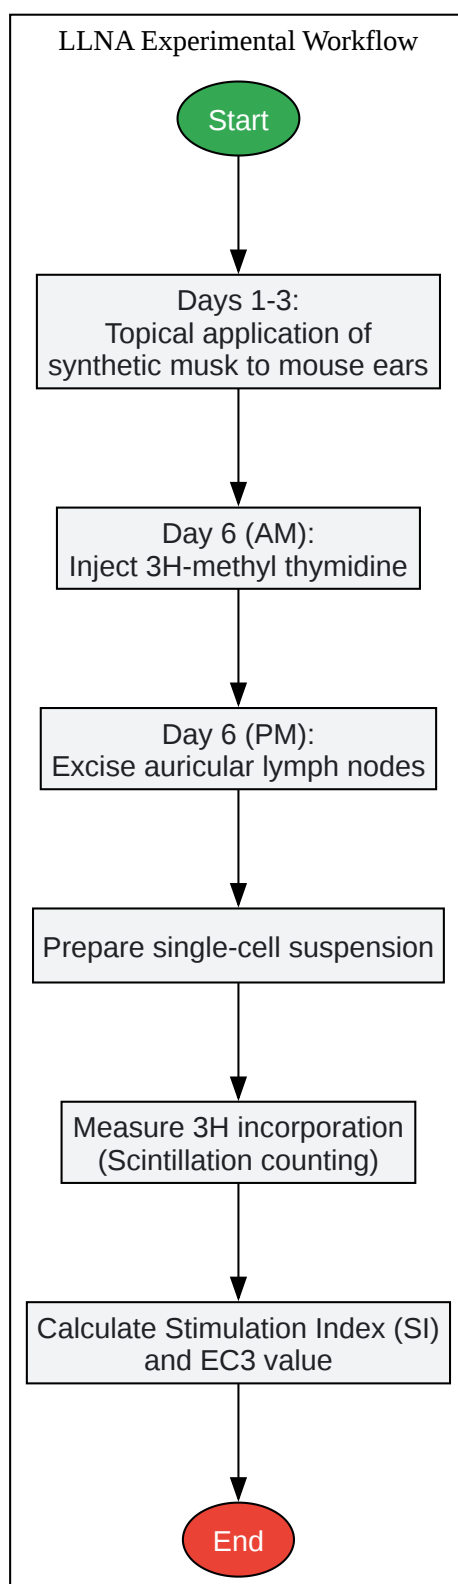 LLNA Experimental Workflow
Start
Days 1-3:
Topical application of
synthetic musk to mouse ears
Day 6 (AM):
Inject 3H-methyl thymidine
Day 6 (PM):
Excise auricular lymph nodes
Prepare single-cell suspension
Measure 3H incorporation
(Scintillation counting)
Calculate Stimulation Index (SI)
and EC3 value
End